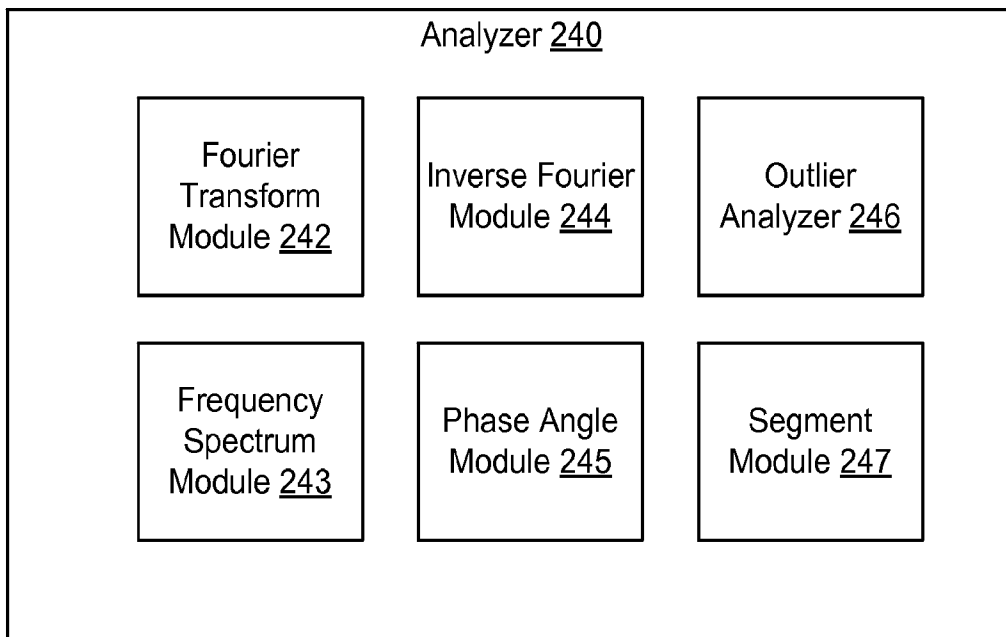 Analyzer 240
Fourier
Transform
Module 242
Inverse Fourier
Module 244
Outlier
Analyzer 246
Frequency
Spectrum
Module 243
Phase Angle
Module 245
Segment
Module 247